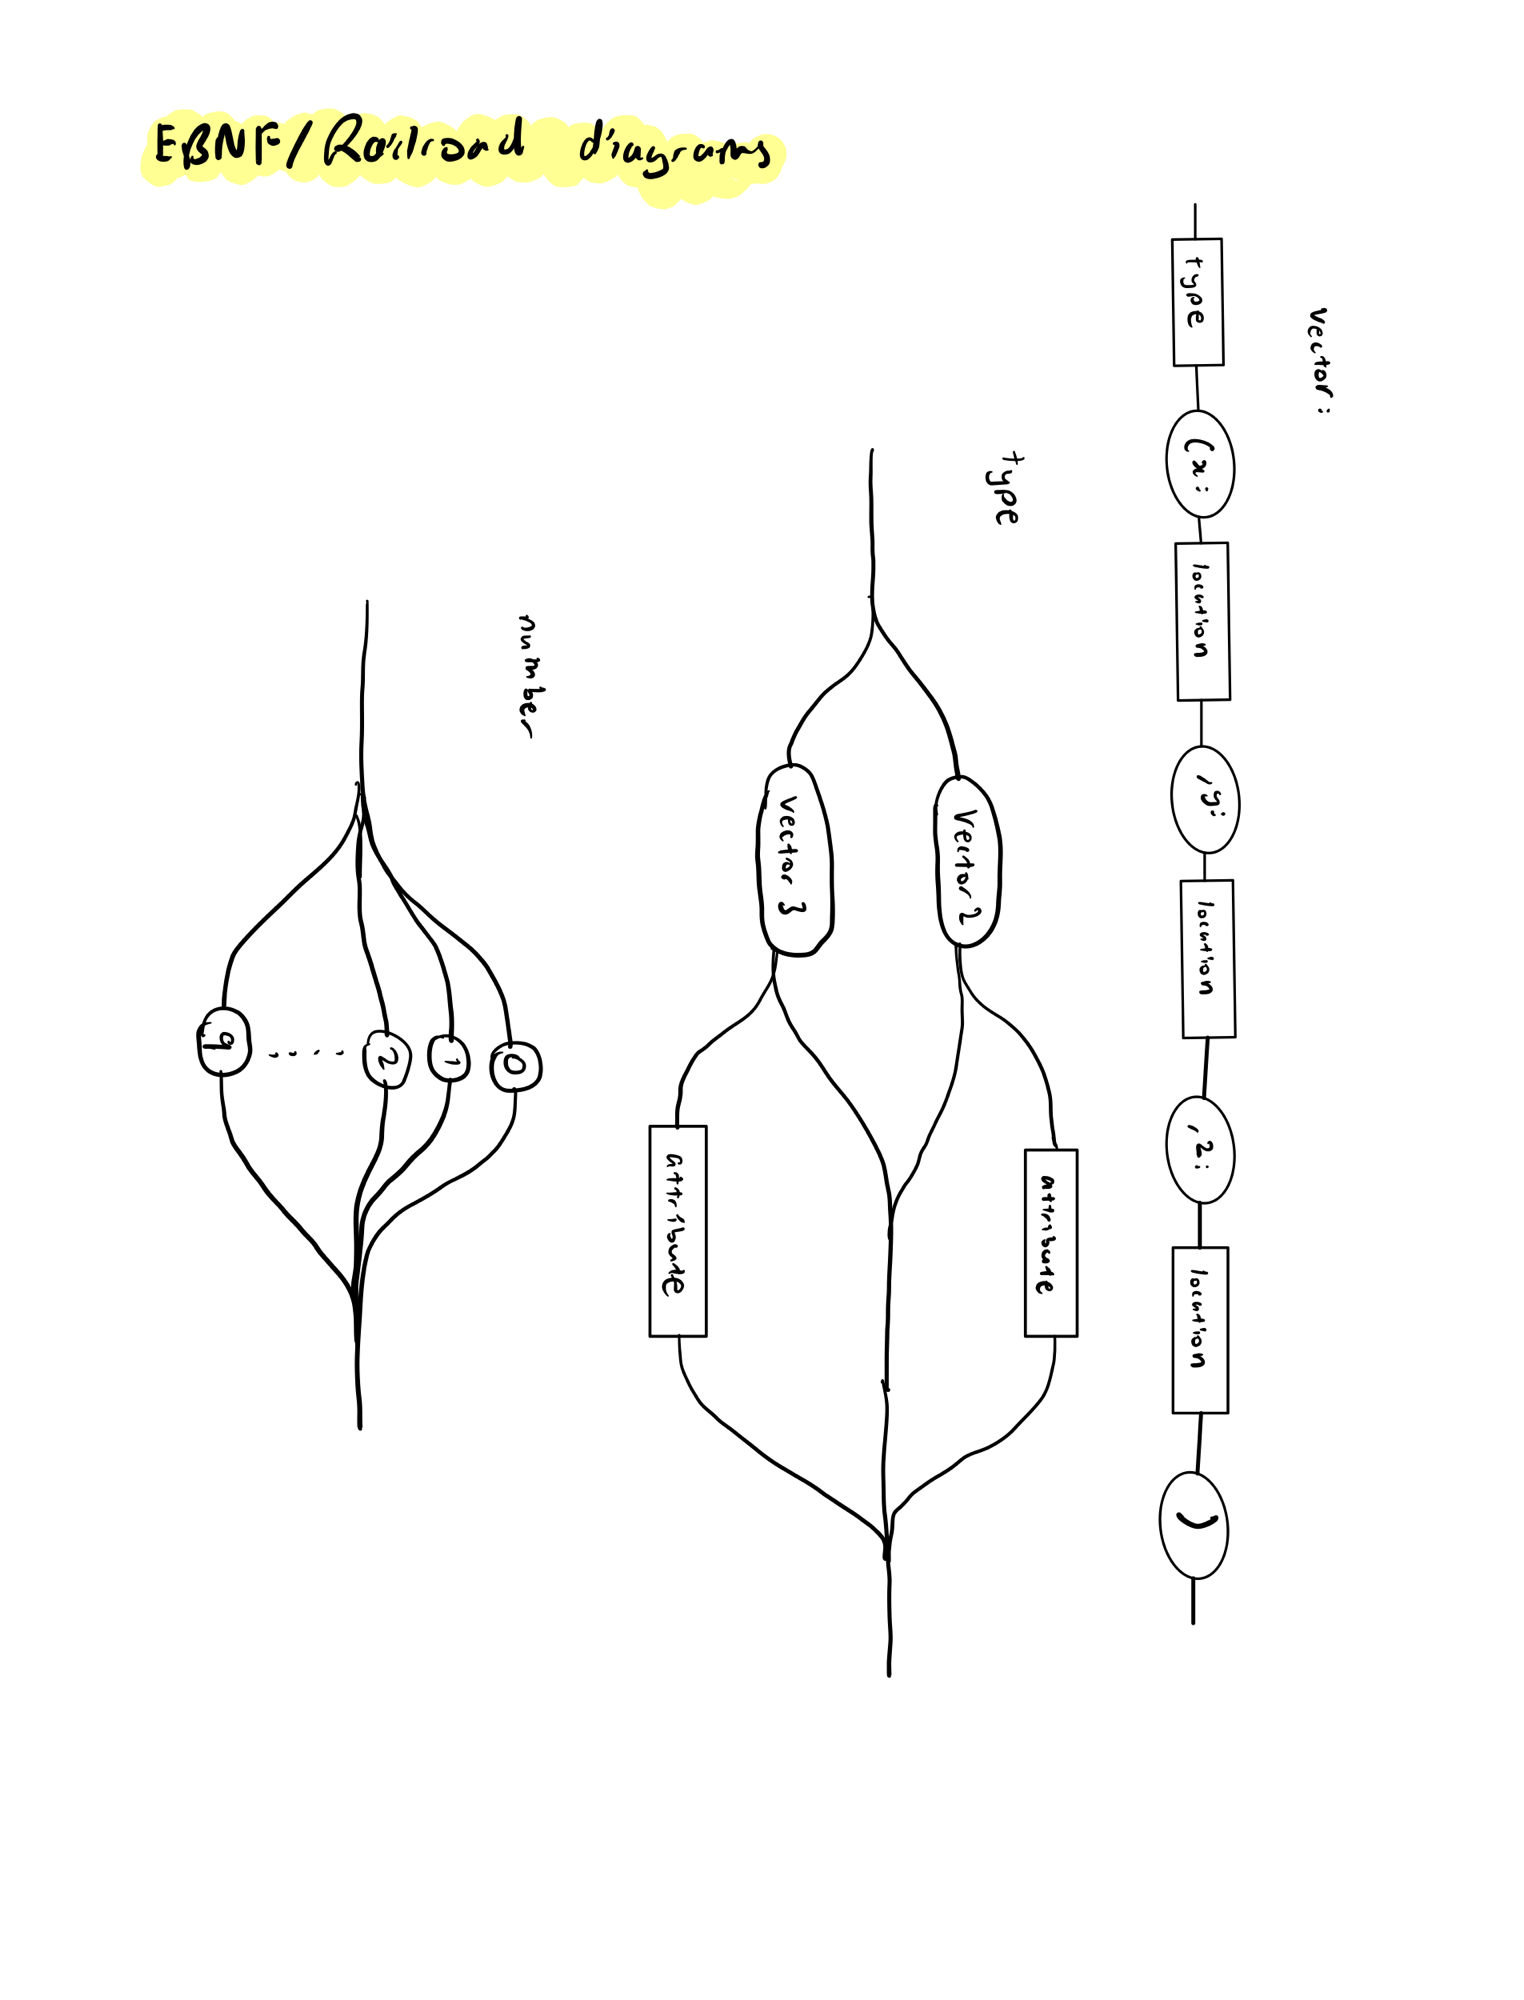 EBNF/Railroad diagrams
vector:
type (x: location ,y: location ,z: location )
type
Vector 2 attribute
Vector 3 attribute
number
0
1
2
....
9